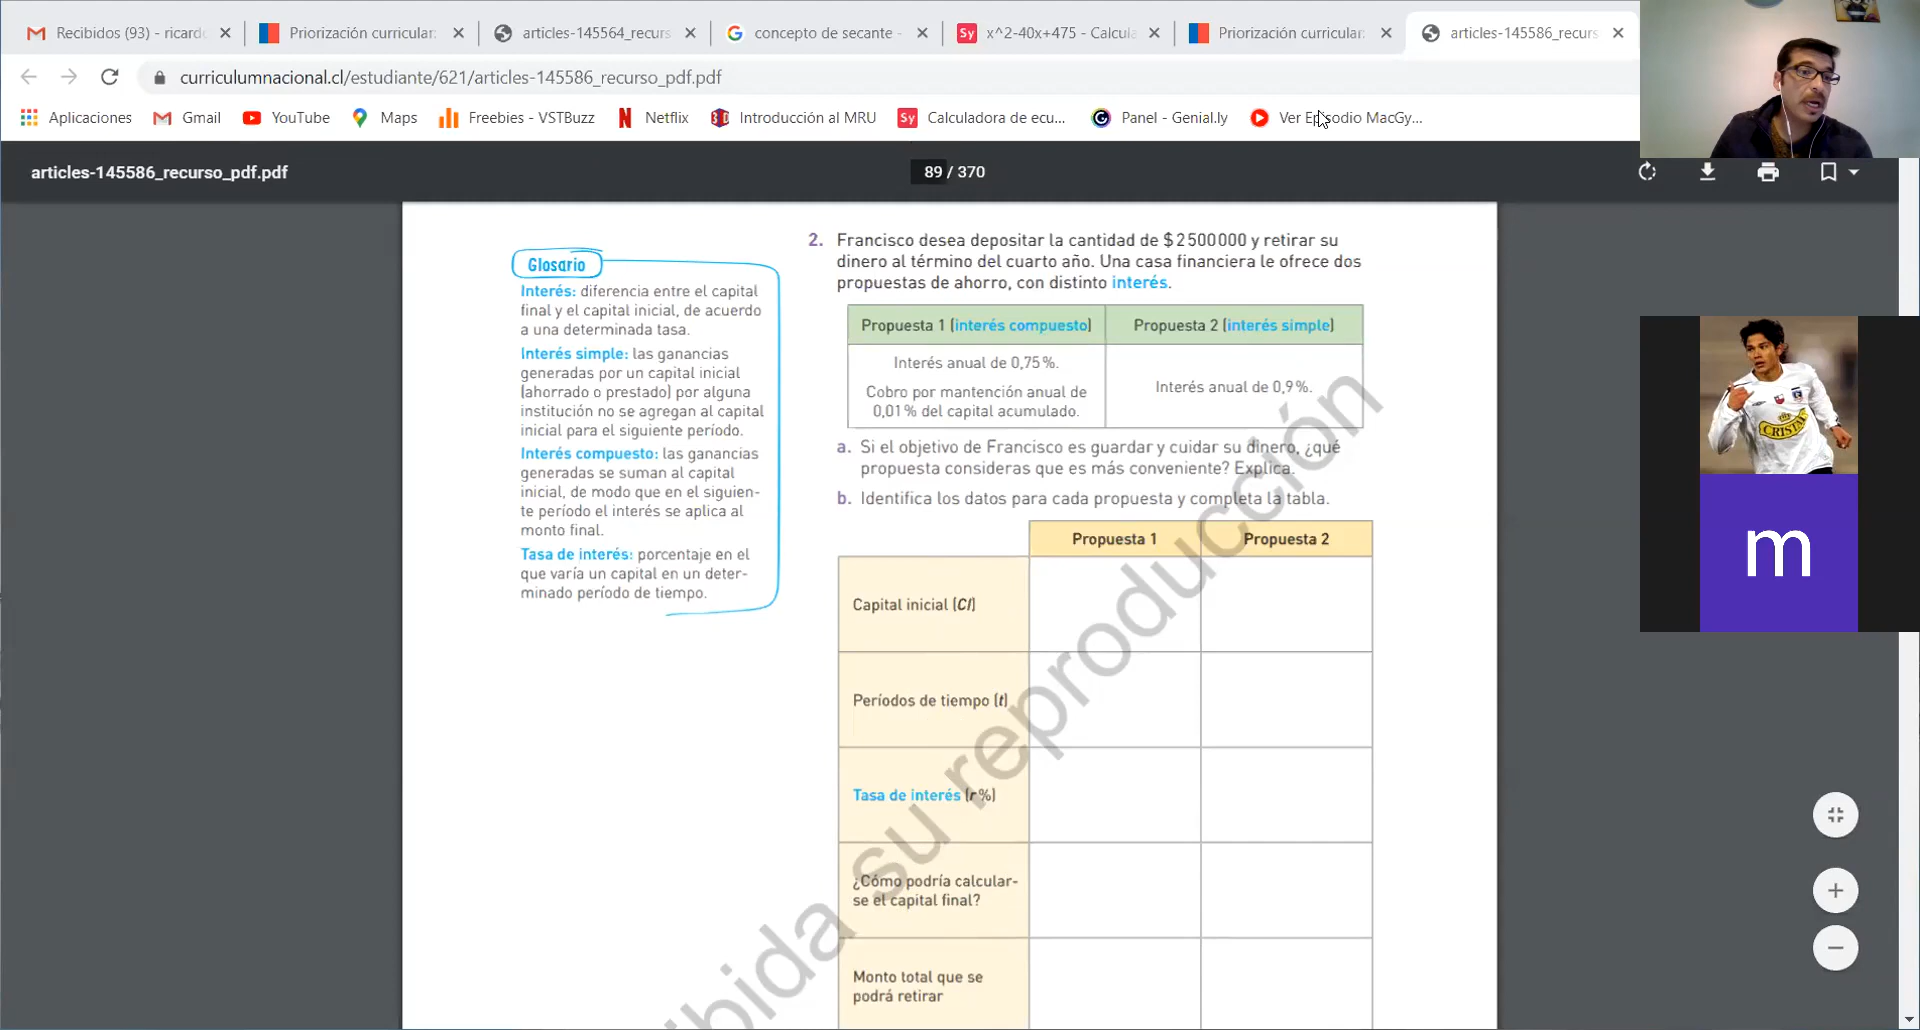 Recibidos (93) - ricardo
Priorización curricular:
articles-145564_recurs
concepto de secante -
x^2-40x+475 - Calcula
Priorización curricular:
articles-145586_recurs
curriculumnacional.cl/estudiante/621/articles-145586_recurso_pdf.pdf
Aplicaciones
Gmail
YouTube
Maps
Freebies - VSTBuzz
Netflix
Introducción al MRU
Calculadora de ecu...
Panel - Genial.ly
Ver Episodio MacGy...
articles-145586_recurso_pdf.pdf
89 / 370
Glosario
Interés: diferencia entre el capital
final y el capital inicial, de acuerdo
a una determinada tasa.
Interés simple: las ganancias
generadas por un capital inicial
(ahorrado o prestado) por alguna
institución no se agregan al capital
inicial para el siguiente período.
Interés compuesto: las ganancias
generadas se suman al capital
inicial, de modo que en el siguien-
te período el interés se aplica al
monto final.
Tasa de interés: porcentaje en el
que varía un capital en un deter-
minado período de tiempo.
2. Francisco desea depositar la cantidad de $ 2 500 000 y retirar su
dinero al término del cuarto año. Una casa financiera le ofrece dos
propuestas de ahorro, con distinto interés.
Propuesta 1 (interés compuesto)
Propuesta 2 (interés simple)
Interés anual de 0,75 %.
Cobro por mantención anual de
0,01 % del capital acumulado.
Interés anual de 0,9 %.
a. Si el objetivo de Francisco es guardar y cuidar su dinero, ¿qué
propuesta consideras que es más conveniente? Explica.
b. Identifica los datos para cada propuesta y completa la tabla.
Propuesta 1
Propuesta 2
Capital inicial (CI)
Períodos de tiempo (t)
Tasa de interés (r %)
¿Cómo podría calcular-
se el capital final?
Monto total que se
podrá retirar
ibida su reproducción
CRISTAL
m